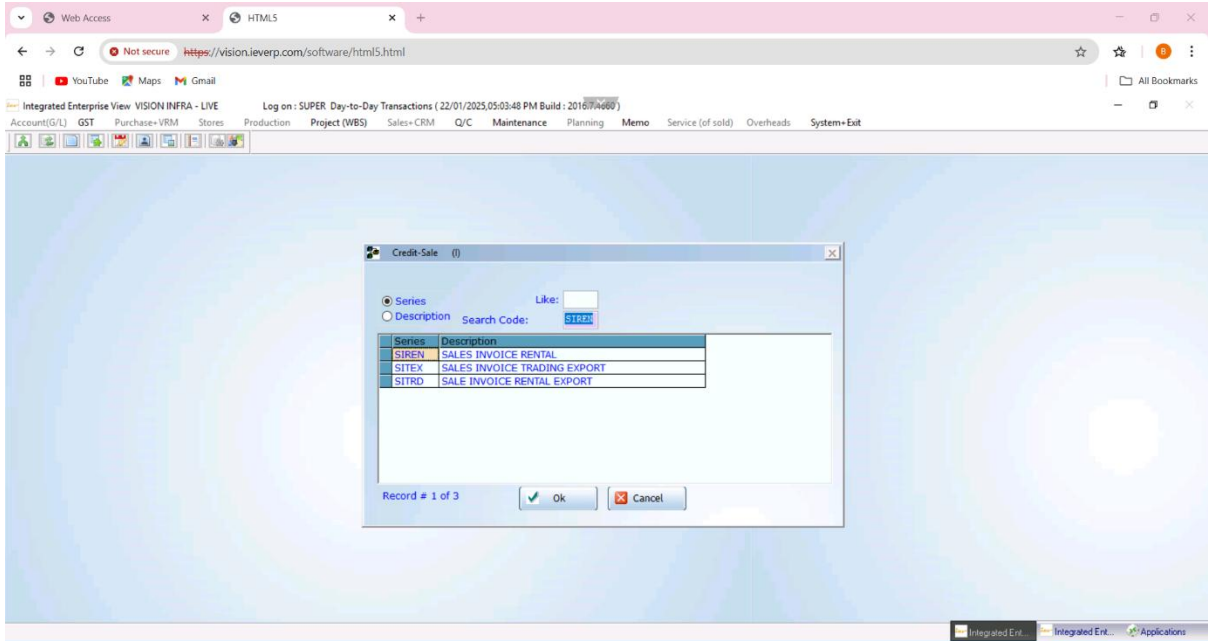 Web Access
HTML5
Not secure https://vision.ieverp.com/software/html5.html
B
YouTube Maps Gmail
All Bookmarks
Integrated Enterprise View VISION INFRA - LIVE Log on : SUPER Day-to-Day Transactions ( 22/01/2025,05:03:48 PM Build : 2016.7.4660 )
Account(G/L) GST Purchase+VRM Stores Production Project (WBS) Sales+CRM Q/C Maintenance Planning Memo Service (of sold) Overheads System+Exit
Credit-Sale (I)
Series Like:
Description Search Code: SIREN
Series Description
SIREN SALES INVOICE RENTAL
SITEX SALES INVOICE TRADING EXPORT
SITRD SALE INVOICE RENTAL EXPORT
Record # 1 of 3 Ok Cancel
Integrated Ent... Integrated Ent... Applications